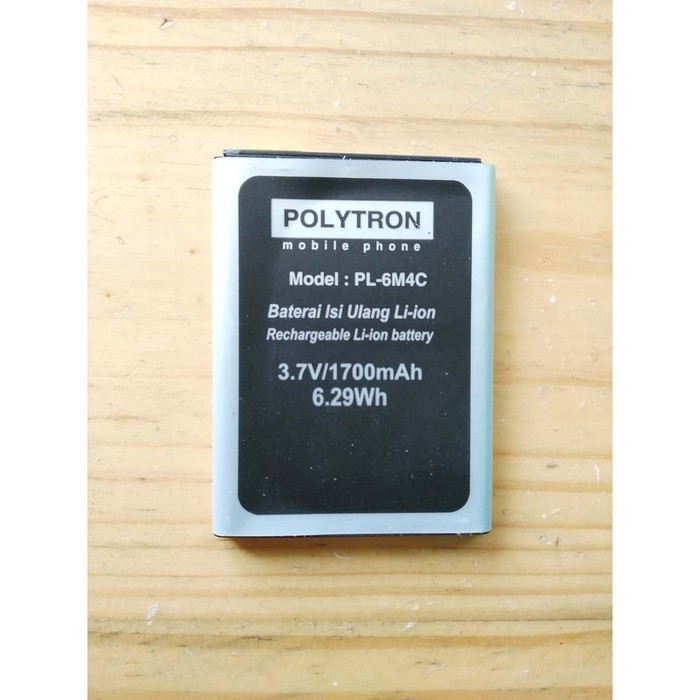 POLYTRON
mobile phone
Model : PL-6M4C
Baterai Isi Ulang Li-ion
Rechargeable Li-ion battery
3.7V/1700mAh
6.29Wh